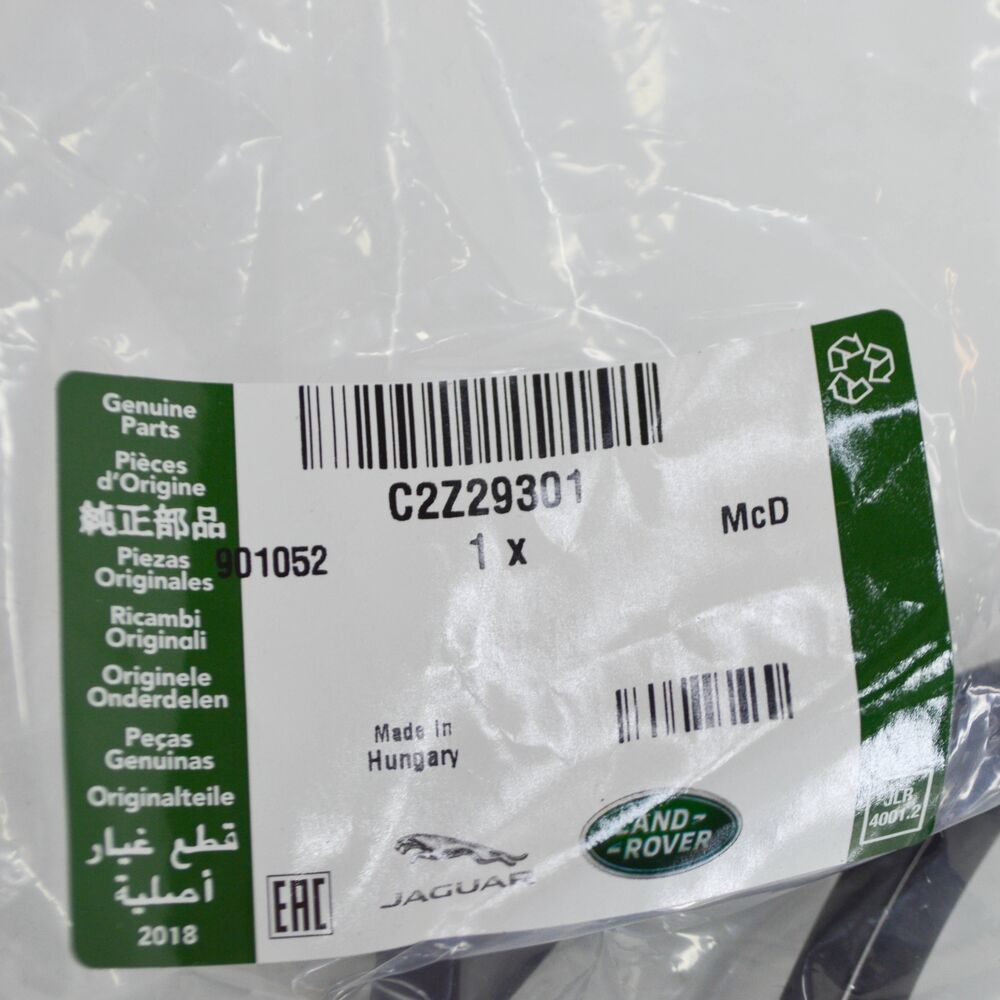 Genuine
Parts
Pièces
d'Origine
純正部品
Piezas
Originales
Ricambi
Originali
Originele
Onderdelen
Peças
Genuinas
Originalteile
قطع غيار
أصلية
2018
C2Z29301
901052
1 x
McD
Made in
Hungary
EAC
JAGUAR
LAND-
-ROVER
JLR
4001.2